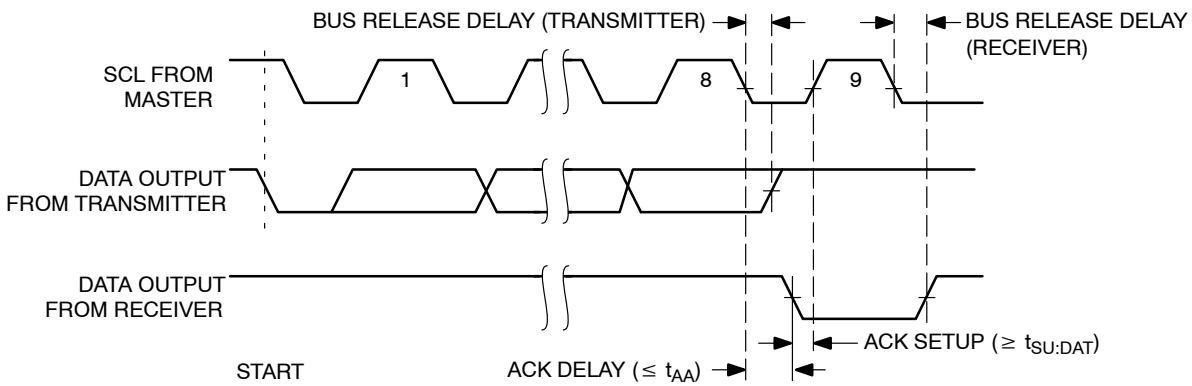 BUS RELEASE DELAY (TRANSMITTER)
BUS RELEASE DELAY
(RECEIVER)
SCL FROM
MASTER
1
8
9
DATA OUTPUT
FROM TRANSMITTER
DATA OUTPUT
FROM RECEIVER
ACK SETUP (≥ tSU:DAT)
START
ACK DELAY (≤ tAA)